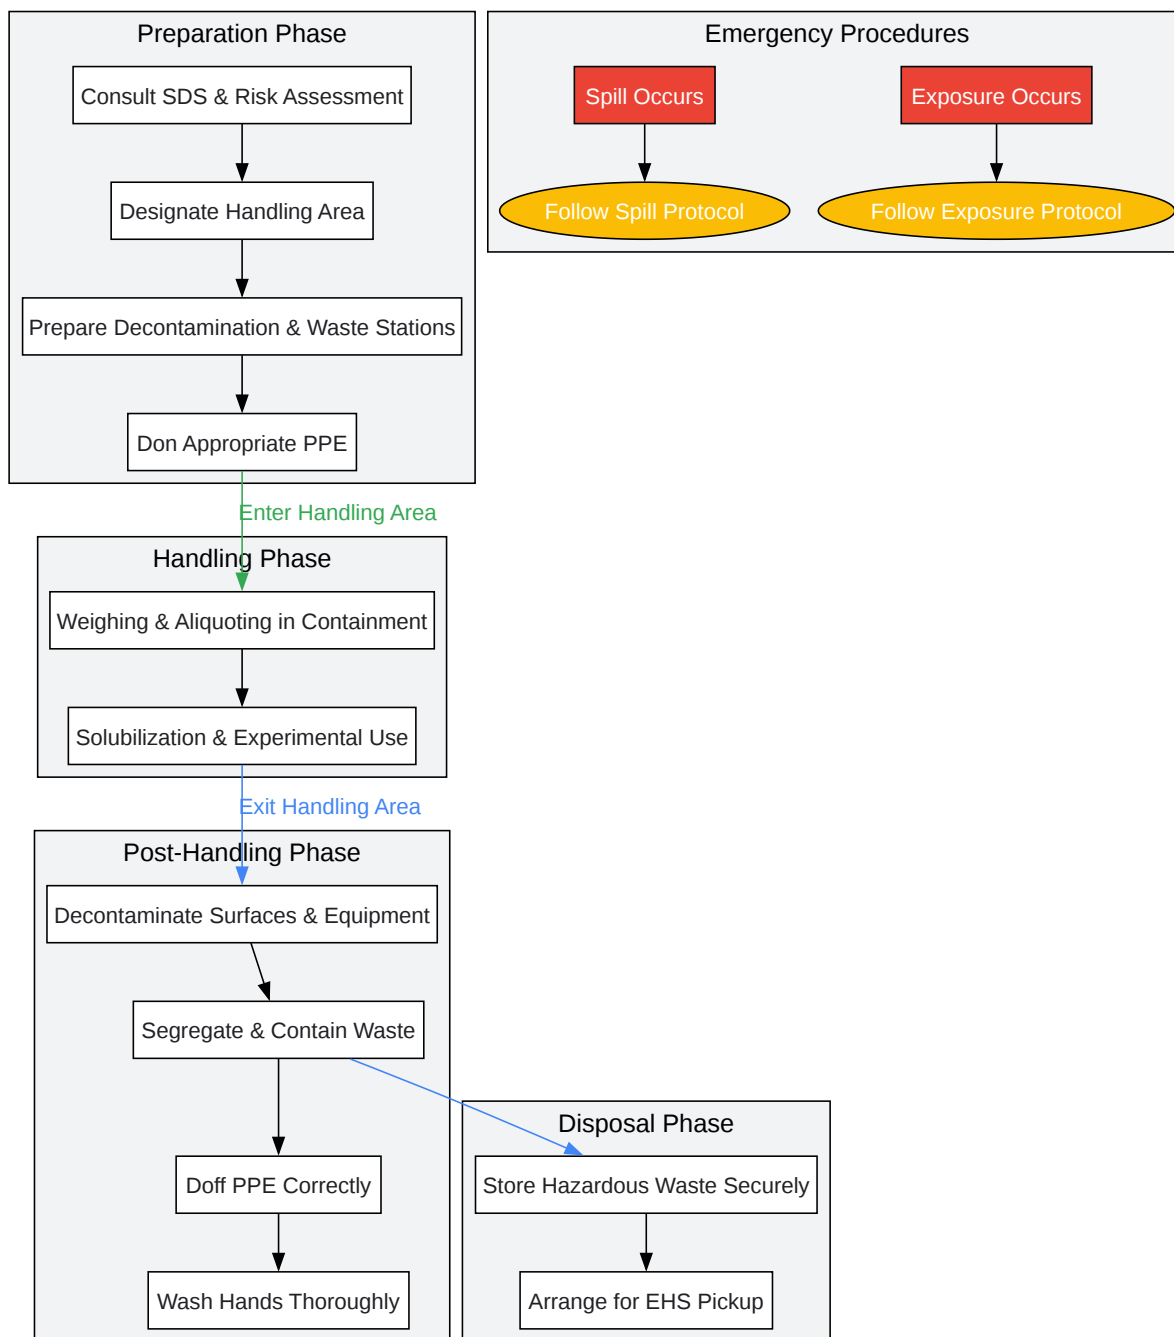 Preparation Phase
Consult SDS & Risk Assessment
Designate Handling Area
Prepare Decontamination & Waste Stations
Don Appropriate PPE
Enter Handling Area
Handling Phase
Weighing & Aliquoting in Containment
Solubilization & Experimental Use
Exit Handling Area
Post-Handling Phase
Decontaminate Surfaces & Equipment
Segregate & Contain Waste
Doff PPE Correctly
Wash Hands Thoroughly
Disposal Phase
Store Hazardous Waste Securely
Arrange for EHS Pickup
Emergency Procedures
Spill Occurs
Exposure Occurs
Follow Spill Protocol
Follow Exposure Protocol